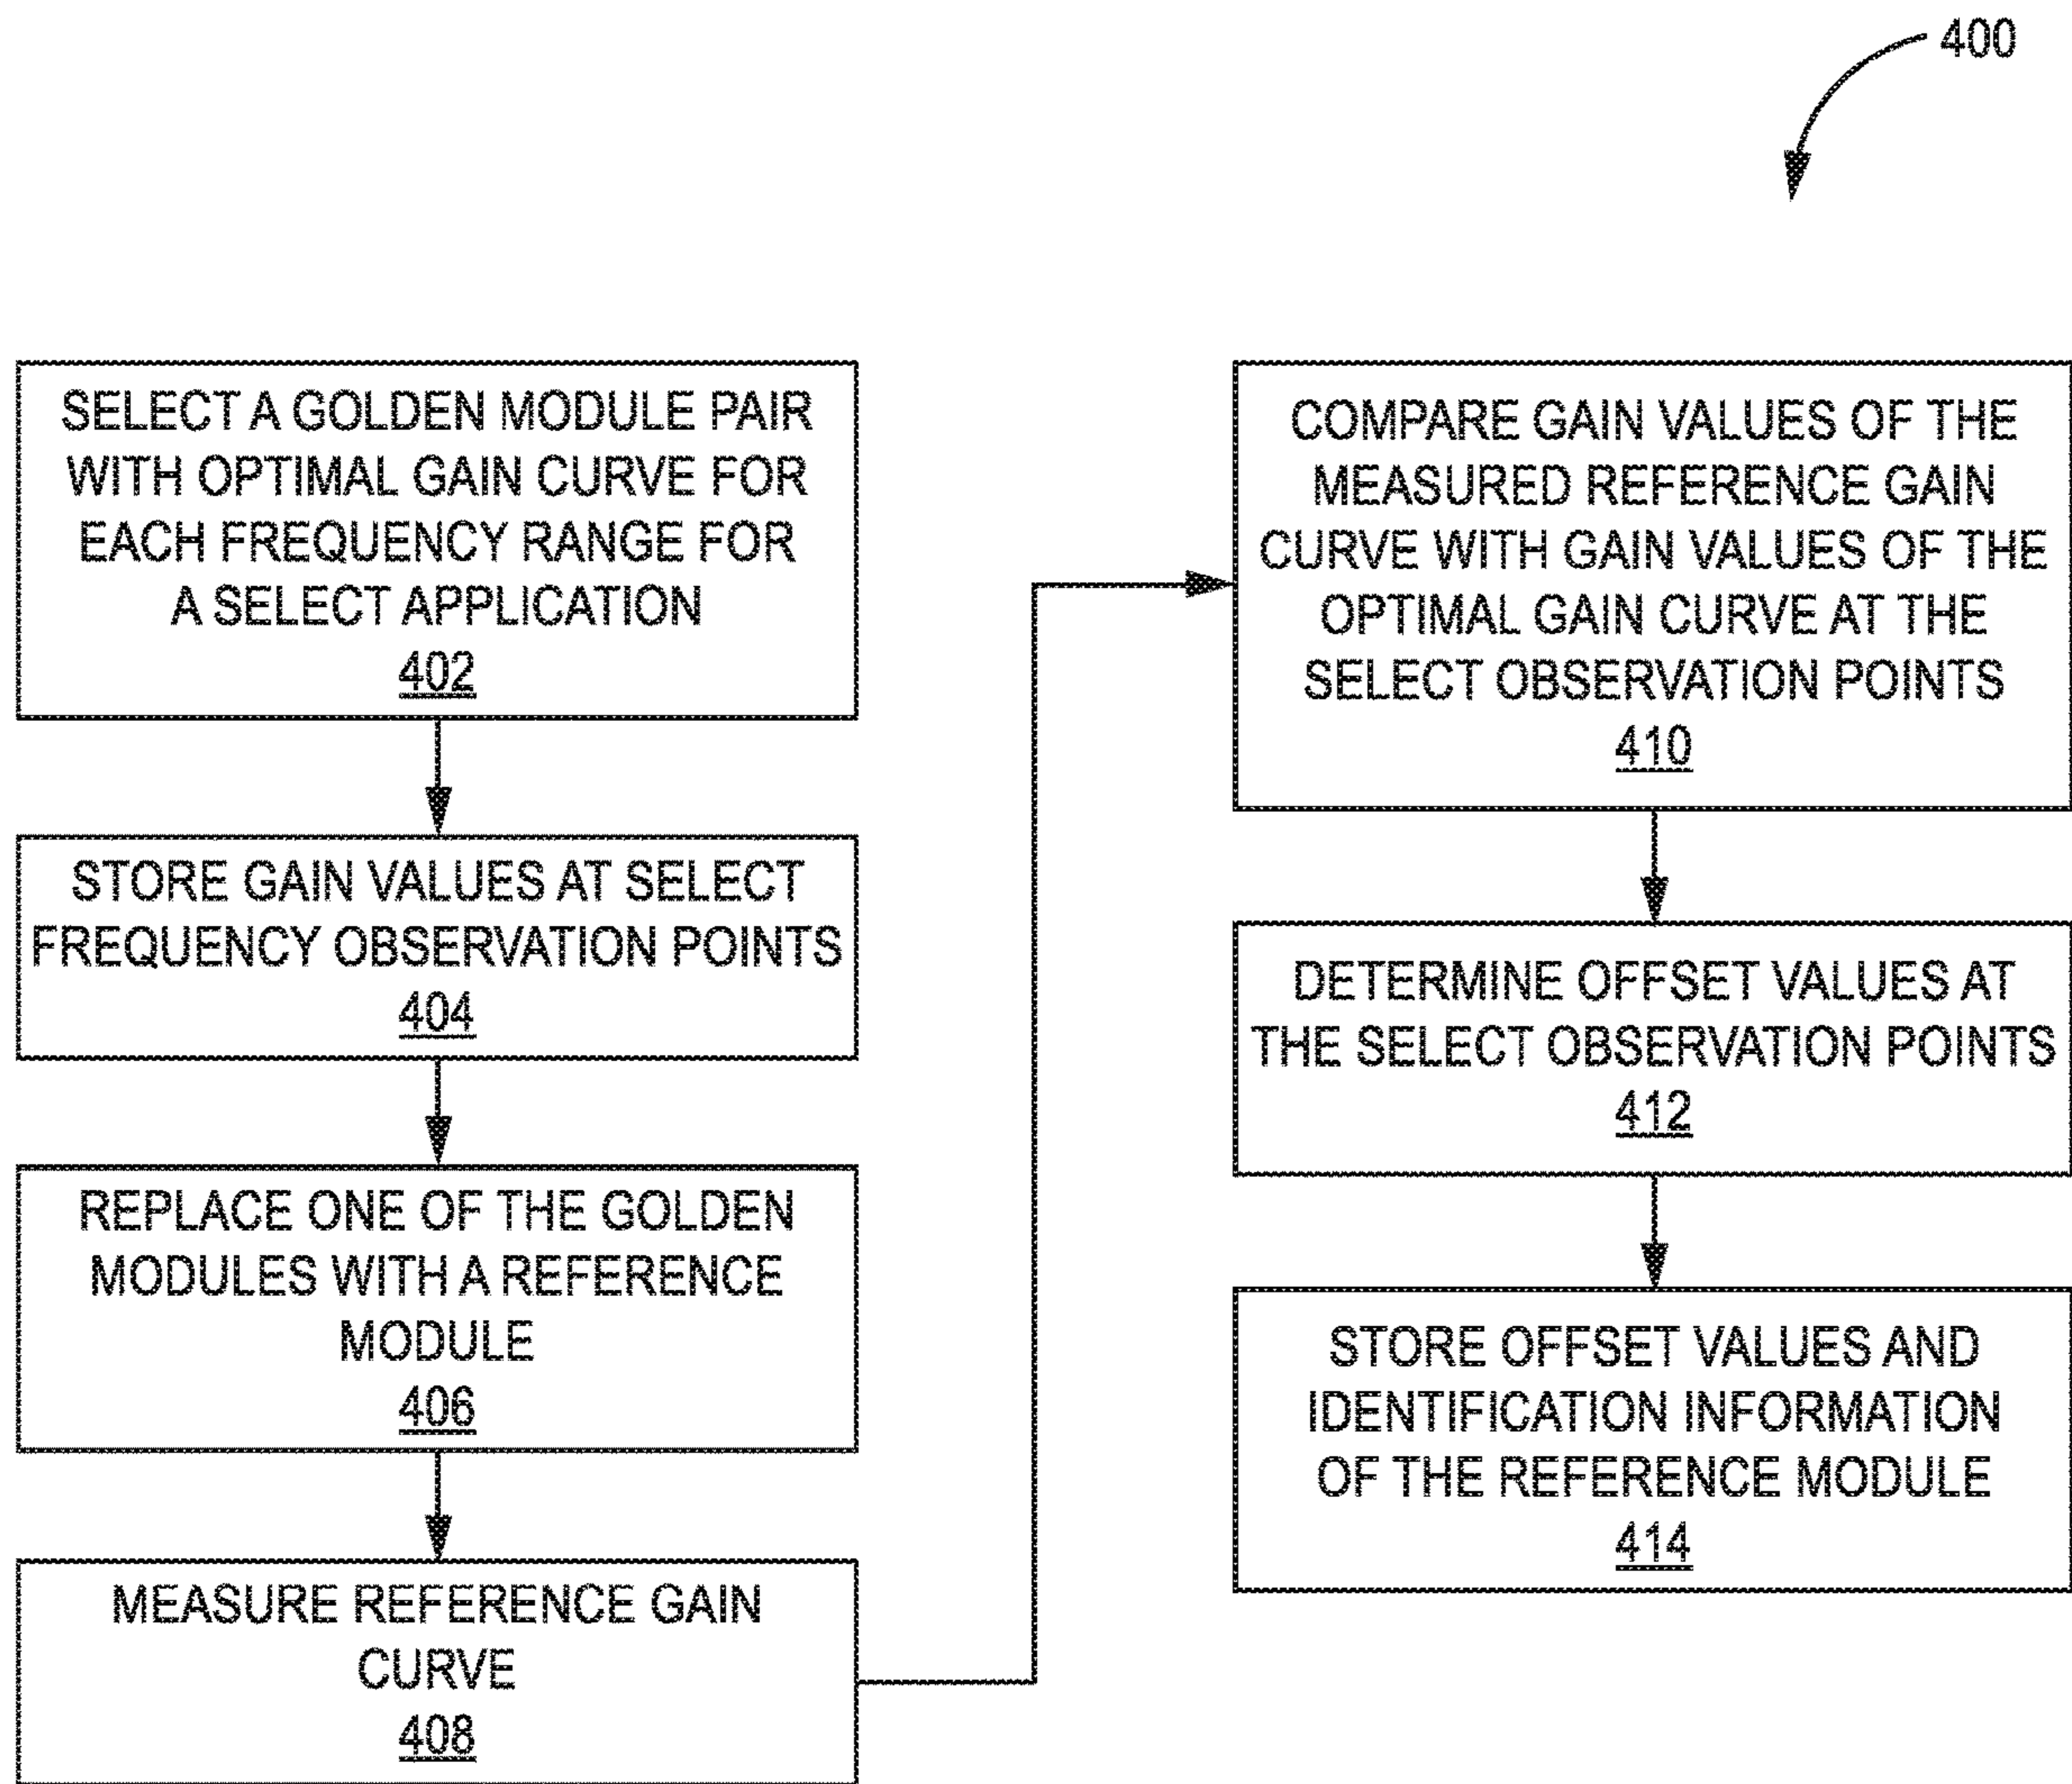 400
SELECT A GOLDEN MODULE PAIR
WITH OPTIMAL GAIN CURVE FOR
EACH FREQUENCY RANGE FOR
A SELECT APPLICATION
402
STORE GAIN VALUES AT SELECT
FREQUENCY OBSERVATION POINTS
404
REPLACE ONE OF THE GOLDEN
MODULES WITH A REFERENCE
MODULE
406
MEASURE REFERENCE GAIN
CURVE
408
COMPARE GAIN VALUES OF THE
MEASURED REFERENCE GAIN
CURVE WITH GAIN VALUES OF THE
OPTIMAL GAIN CURVE AT THE
SELECT OBSERVATION POINTS
410
DETERMINE OFFSET VALUES AT
THE SELECT OBSERVATION POINTS
412
STORE OFFSET VALUES AND
IDENTIFICATION INFORMATION
OF THE REFERENCE MODULE
414